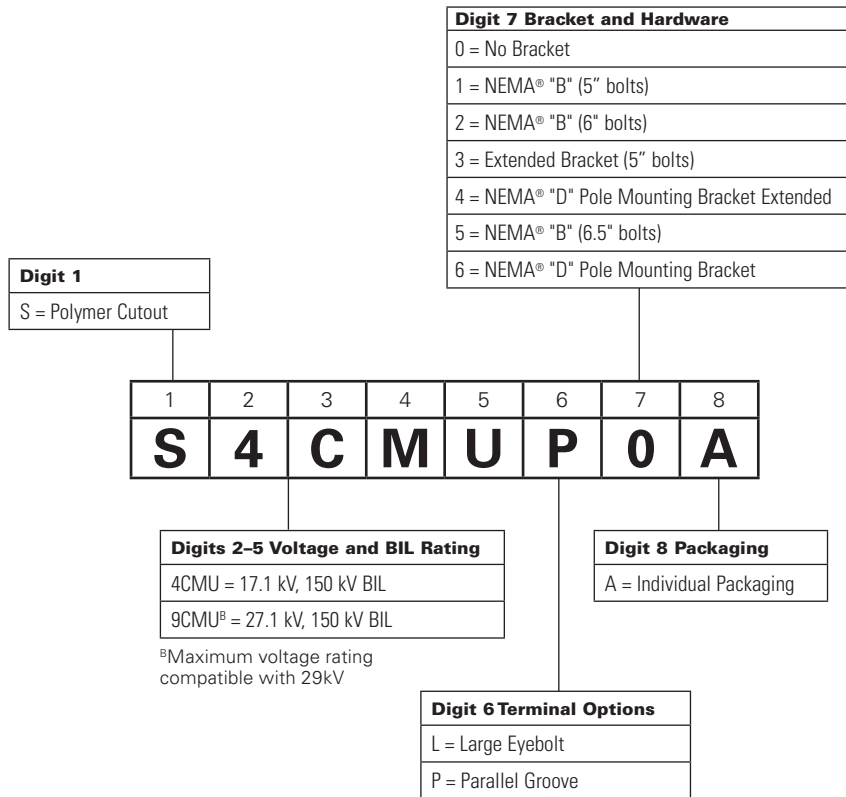 Digit 7 Bracket and Hardware
0 = No Bracket
1 = NEMA® "B" (5” bolts)
2 = NEMA® "B" (6" bolts)
3 = Extended Bracket (5” bolts)
4 = NEMA® "D" Pole Mounting Bracket Extended
5 = NEMA® "B" (6.5" bolts)
6 = NEMA® "D" Pole Mounting Bracket
Digit 1
S = Polymer Cutout
1 2 3 4 5 6 7 8
S 4 C M U P 0 A
Digits 2–5 Voltage and BIL Rating
4CMU = 17.1 kV, 150 kV BIL
9CMUᴮ = 27.1 kV, 150 kV BIL
ᴮMaximum voltage rating
compatible with 29kV
Digit 8 Packaging
A = Individual Packaging
Digit 6 Terminal Options
L = Large Eyebolt
P = Parallel Groove